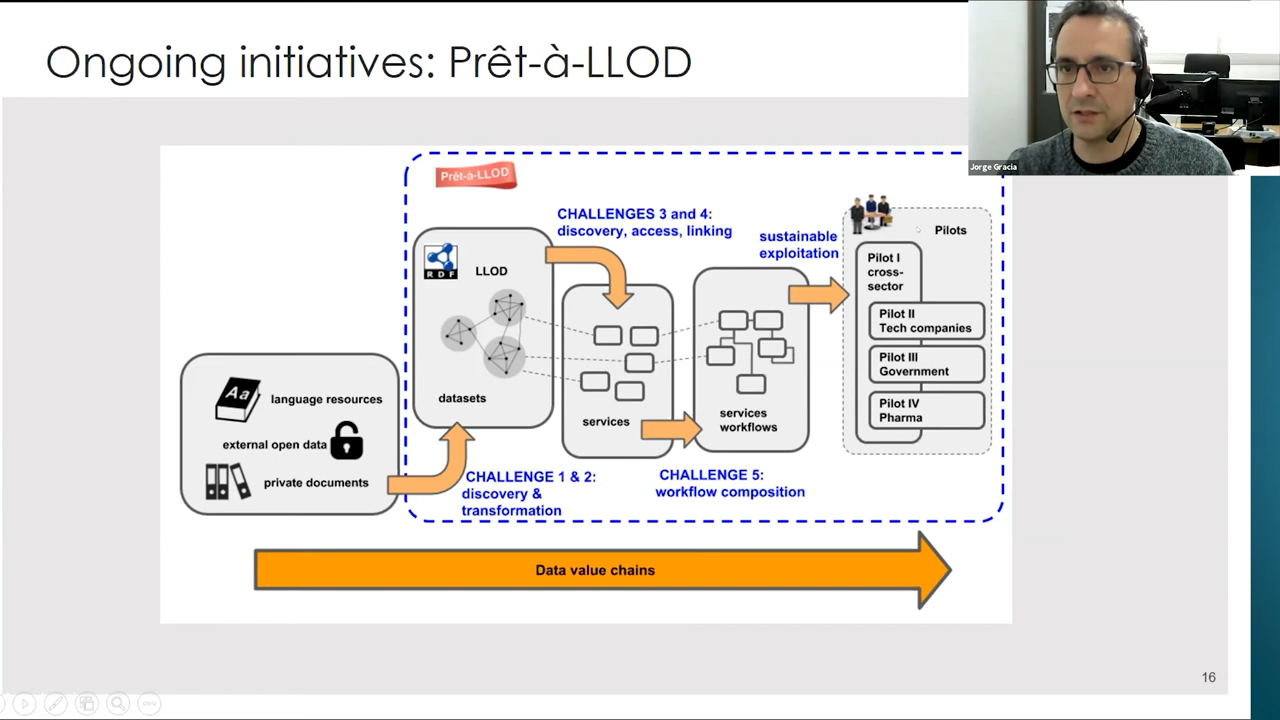 Ongoing initiatives: Prêt-à-LLOD
Jorge Gracia
Prêt-à-LLOD
CHALLENGES 3 and 4:
discovery, access, linking
sustainable
exploitation
Pilots
RDF
LLOD
datasets
services
services
workflows
Pilot I
cross-
sector
Pilot II
Tech companies
Pilot III
Government
Pilot IV
Pharma
Aa
language resources
external open data
private documents
CHALLENGE 1 & 2:
discovery &
transformation
CHALLENGE 5:
workflow composition
Data value chains
16